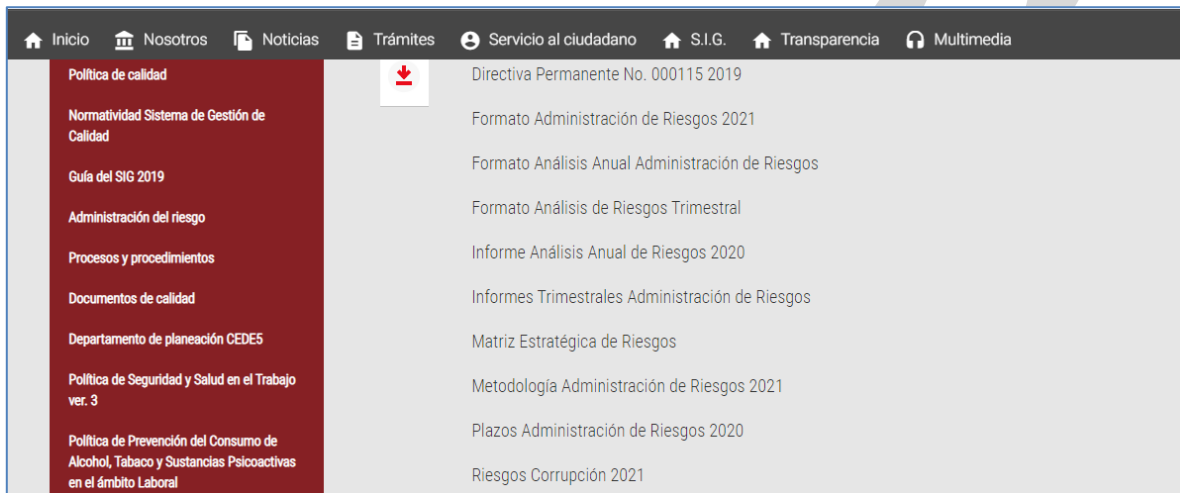 Inicio Nosotros Noticias Trámites Servicio al ciudadano S.I.G. Transparencia Multimedia
Política de calidad
Normatividad Sistema de Gestión de
Calidad
Guía del SIG 2019
Administración del riesgo
Procesos y procedimientos
Documentos de calidad
Departamento de planeación CEDE5
Política de Seguridad y Salud en el Trabajo
ver. 3
Política de Prevención del Consumo de
Alcohol, Tabaco y Sustancias Psicoactivas
en el ámbito Laboral
Directiva Permanente No. 000115 2019
Formato Administración de Riesgos 2021
Formato Análisis Anual Administración de Riesgos
Formato Análisis de Riesgos Trimestral
Informe Análisis Anual de Riesgos 2020
Informes Trimestrales Administración de Riesgos
Matriz Estratégica de Riesgos
Metodología Administración de Riesgos 2021
Plazos Administración de Riesgos 2020
Riesgos Corrupción 2021